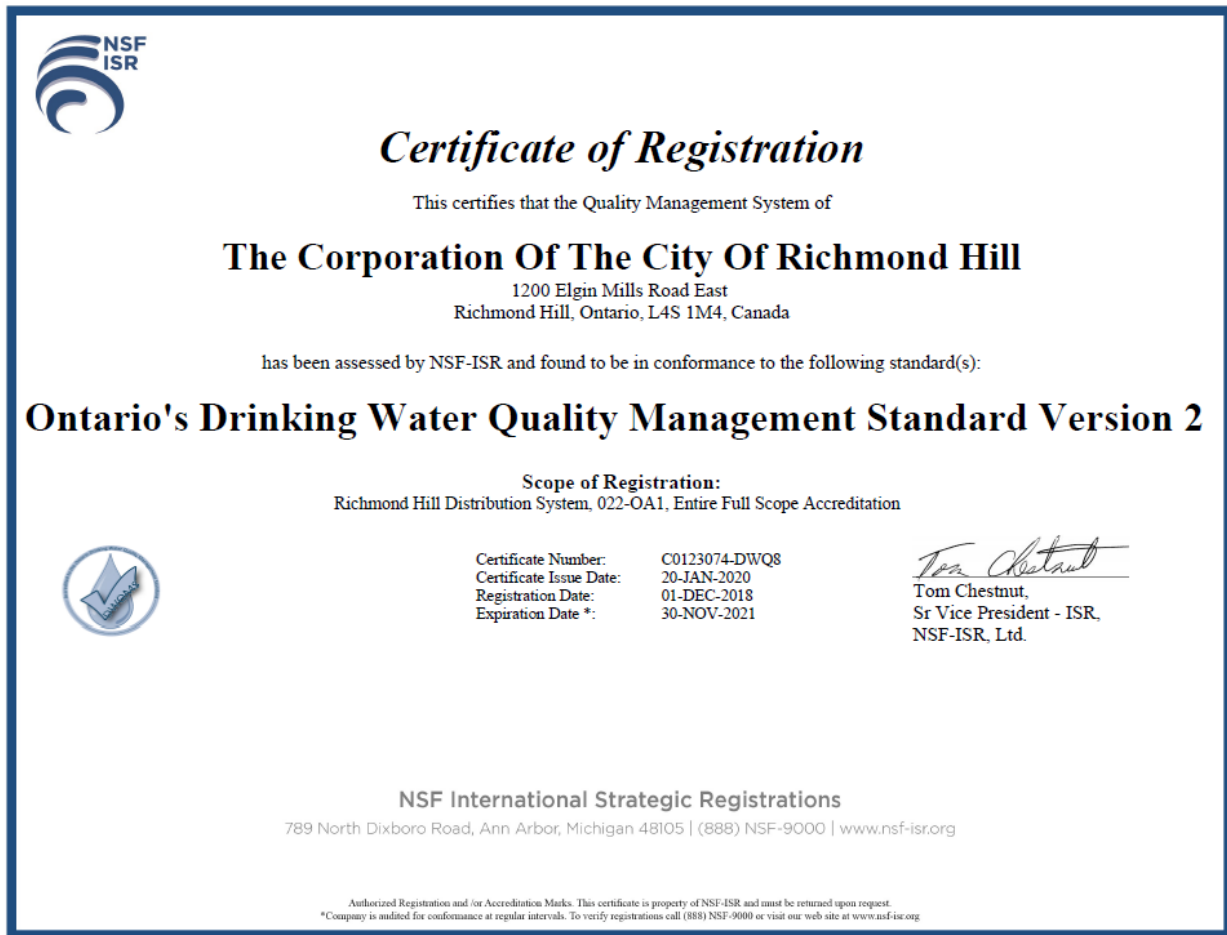 NSF
ISR
Certificate of Registration
This certifies that the Quality Management System of
The Corporation Of The City Of Richmond Hill
1200 Elgin Mills Road East
Richmond Hill, Ontario, L4S 1M4, Canada
has been assessed by NSF-ISR and found to be in conformance to the following standard(s):
Ontario's Drinking Water Quality Management Standard Version 2
Scope of Registration:
Richmond Hill Distribution System, 022-OA1, Entire Full Scope Accreditation
Certificate Number: C0123074-DWQ8
Certificate Issue Date: 20-JAN-2020
Registration Date: 01-DEC-2018
Expiration Date *: 30-NOV-2021
Tom Chestnut
Tom Chestnut,
Sr Vice President - ISR,
NSF-ISR, Ltd.
NSF International Strategic Registrations
789 North Dixboro Road, Ann Arbor, Michigan 48105 | (888) NSF-9000 | www.nsf-isr.org
Authorized Registration and /or Accreditation Marks. This certificate is property of NSF-ISR and must be returned upon request.
*Company is audited for conformance at regular intervals. To verify registrations call (888) NSF-9000 or visit our web site at www.nsf-isr.org